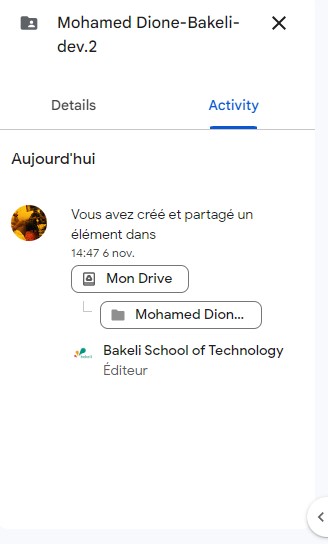 Mohamed Dione-Bakeli-
dev.2
Details
Activity
Aujourd'hui
Vous avez créé et partagé un
élément dans
14:47 6 nov.
Mon Drive
Mohamed Dion...
Bakeli School of Technology
Éditeur